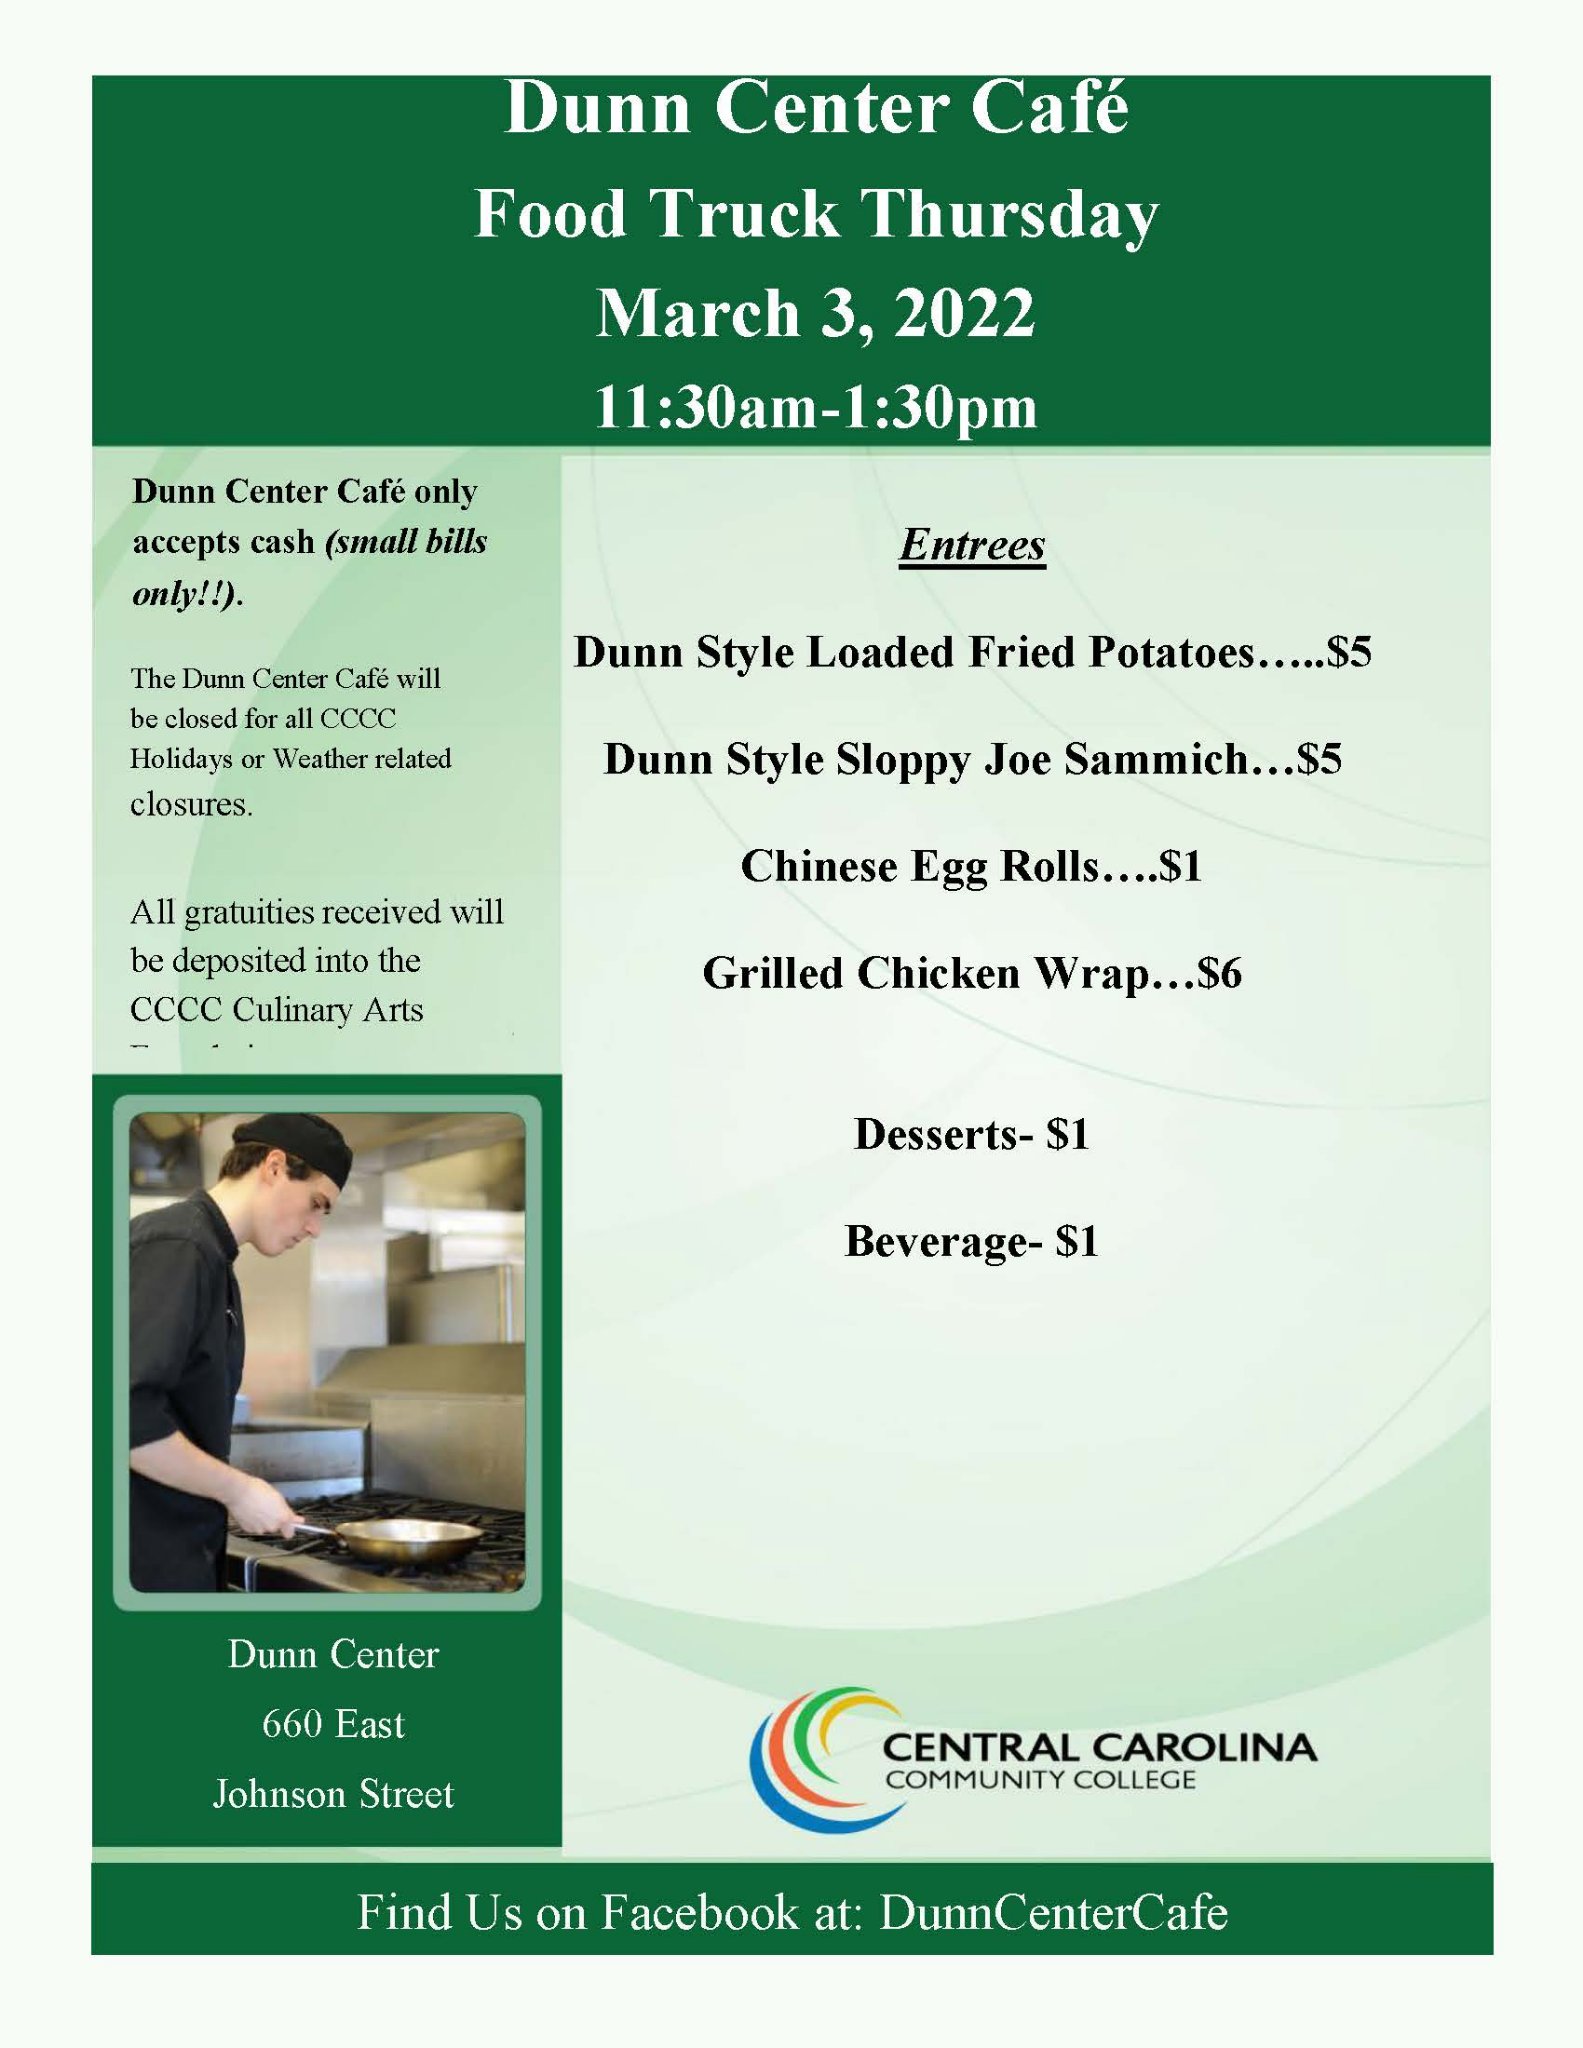 Dunn Center Café
Food Truck Thursday
March 3, 2022
11:30am-1:30pm
Dunn Center Café only
accepts cash (small bills
only!!).
The Dunn Center Café will
be closed for all CCCC
Holidays or Weather related
closures.
All gratuities received will
be deposited into the
CCCC Culinary Arts
Entrees
Dunn Style Loaded Fried Potatoes…..$5
Dunn Style Sloppy Joe Sammich…$5
Chinese Egg Rolls….$1
Grilled Chicken Wrap…$6
Desserts- $1
Beverage- $1
Dunn Center
660 East
Johnson Street
CENTRAL CAROLINA
COMMUNITY COLLEGE
Find Us on Facebook at: DunnCenterCafe